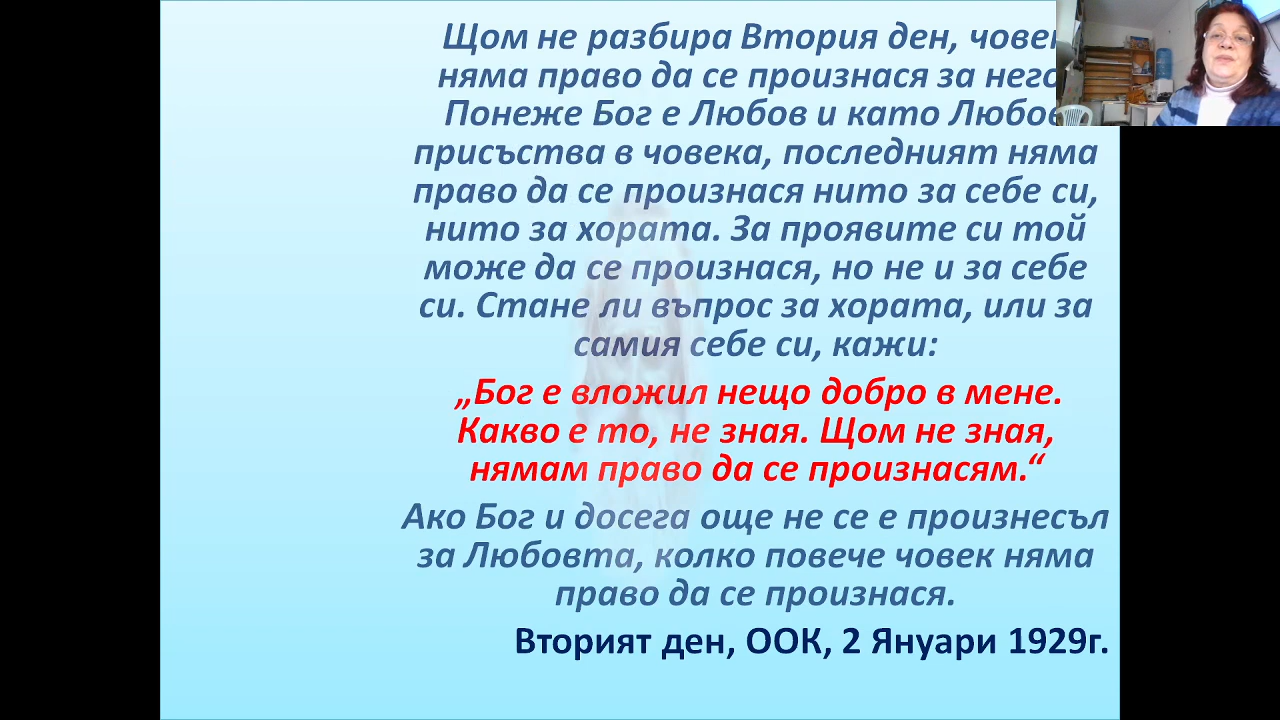 Щом не разбира Втория ден, човек
няма право да се произнася за него.
Понеже Бог е Любов и като Любов
присъства в човека, последният няма
право да се произнася нито за себе си,
нито за хората. За проявите си той
може да се произнася, но не и за себе
си. Стане ли въпрос за хората, или за
самия себе си, кажи:
„Бог е вложил нещо добро в мене.
Какво е то, не зная. Щом не зная,
нямам право да се произнасям.“
Ако Бог и досега още не се е произнесъл
за Любовта, колко повече човек няма
право да се произнася.
Вторият ден, ООК, 2 Януари 1929г.